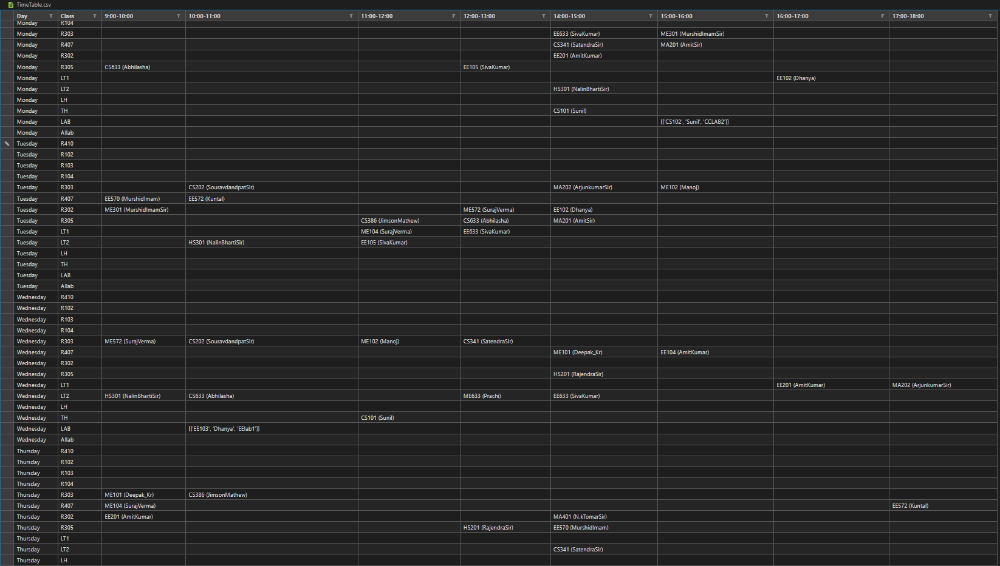 TimeTable.csv
Day Class 9:00-10:00 10:00-11:00 11:00-12:00 12:00-13:00 14:00-15:00 15:00-16:00 16:00-17:00 17:00-18:00
Monday R104
Monday R303 EE633 (SivaKumar) ME301 (MurshidImamSir)
Monday R407 CS341 (SatendraSir) MA201 (AmitSir)
Monday R302 EE201 (AmitKumar)
Monday R305 CS633 (Abhilasha) EE105 (SivaKumar)
Monday LT1 EE102 (Dhanya)
Monday LT2 HS301 (NalinBhartiSir)
Monday LH
Monday TH CS101 (Sunil)
Monday LAB [['CS102', 'Sunil', 'CCLAB2']]
Monday Allab
Tuesday R410
Tuesday R102
Tuesday R103
Tuesday R104
Tuesday R303 CS202 (SouravdandpatSir) MA202 (ArjunkumarSir) ME102 (Manoj)
Tuesday R407 EE570 (MurshidImam) EE572 (Kuntal)
Tuesday R302 ME301 (MurshidImamSir) ME572 (SurajVerma) EE102 (Dhanya)
Tuesday R305 CS386 (JimsonMathew) CS633 (Abhilasha) MA201 (AmitSir)
Tuesday LT1 ME104 (SurajVerma) EE633 (SivaKumar)
Tuesday LT2 HS301 (NalinBhartiSir) EE105 (SivaKumar)
Tuesday LH
Tuesday TH
Tuesday LAB
Tuesday Allab
Wednesday R410
Wednesday R102
Wednesday R103
Wednesday R104
Wednesday R303 ME572 (SurajVerma) CS202 (SouravdandpatSir) ME102 (Manoj) CS341 (SatendraSir)
Wednesday R407 ME101 (Deepak_Kr) EE104 (AmitKumar)
Wednesday R302
Wednesday R305 HS201 (RajendraSir)
Wednesday LT1 EE201 (AmitKumar) MA202 (ArjunkumarSir)
Wednesday LT2 HS301 (NalinBhartiSir) CS633 (Abhilasha) ME633 (Prachi) EE633 (SivaKumar)
Wednesday LH
Wednesday TH CS101 (Sunil)
Wednesday LAB [['EE103', 'Dhanya', 'EElab1']]
Wednesday Allab
Thursday R410
Thursday R102
Thursday R103
Thursday R104
Thursday R303 ME101 (Deepak_Kr) CS386 (JimsonMathew)
Thursday R407 ME104 (SurajVerma) EE572 (Kuntal)
Thursday R302 EE201 (AmitKumar) MA401 (N.kTomarSir)
Thursday R305 HS201 (RajendraSir) EE570 (MurshidImam)
Thursday LT1
Thursday LT2 CS341 (SatendraSir)
Thursday LH